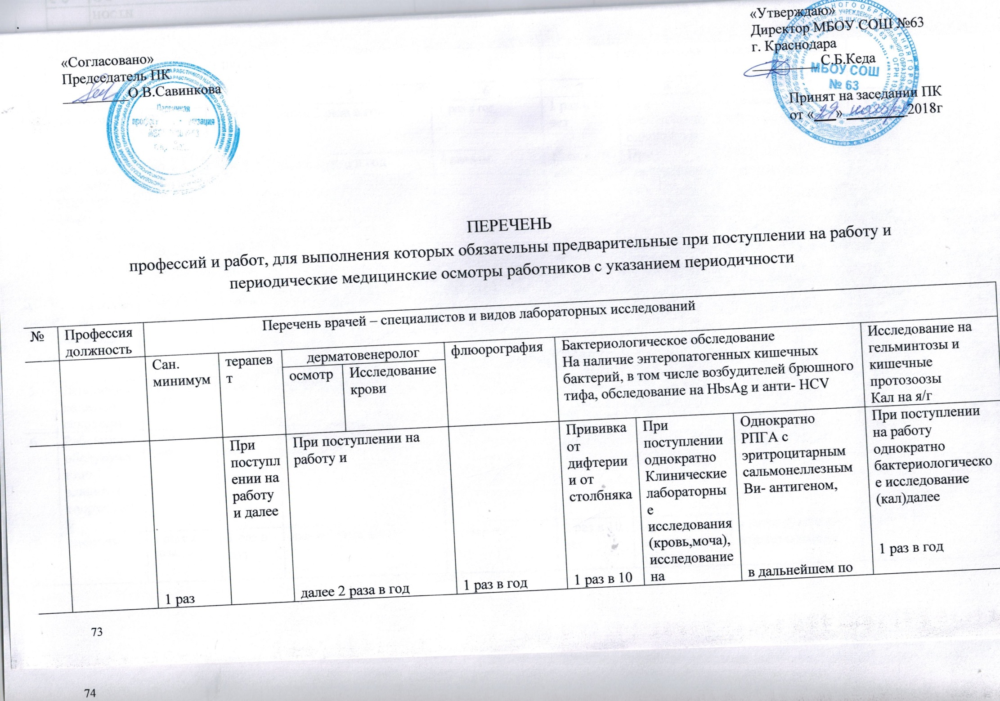 «Утверждаю»
Директор МБОУ СОШ №63
г. Краснодара
С.Б.Кеда
МБОУ СОШ
№ 63
Принят на заседании ПК
от «29» ноября 2018г
«Согласовано»
Председатель ПК
О.В.Савинкова
Первичная
ПЕРЕЧЕНЬ
профессий и работ, для выполнения которых обязательны предварительные при поступлении на работу и
периодические медицинские осмотры работников с указанием периодичности
№
Профессия
должность
Перечень врачей – специалистов и видов лабораторных исследований
Сан.
минимум
терапев
т
дерматовенеролог
осмотр
Исследование
крови
флюорография
Бактериологическое обследование
На наличие энтеропатогенных кишечных
бактерий, в том числе возбудителей брюшного
тифа, обследование на HbsAg и анти- HCV
Исследование на
гельминтозы и
кишечные
протозоозы
Кал на я/г
1 раз
При
поступл
ении на
работу
и далее
При поступлении на
работу и
далее 2 раза в год
1 раз в год
Прививка
от
дифтерии
и от
столбняка
1 раз в 10
При
поступлении
однократно
Клинические
лабораторны
е
исследования
(кровь,моча),
исследование
на
Однократно
РПГА с
эритроцитарным
сальмонеллезным
Ви- антигеном,
в дальнейшем по
При поступлении
на работу
однократно
бактериологическо
е исследование
(кал)далее
1 раз в год
73
74